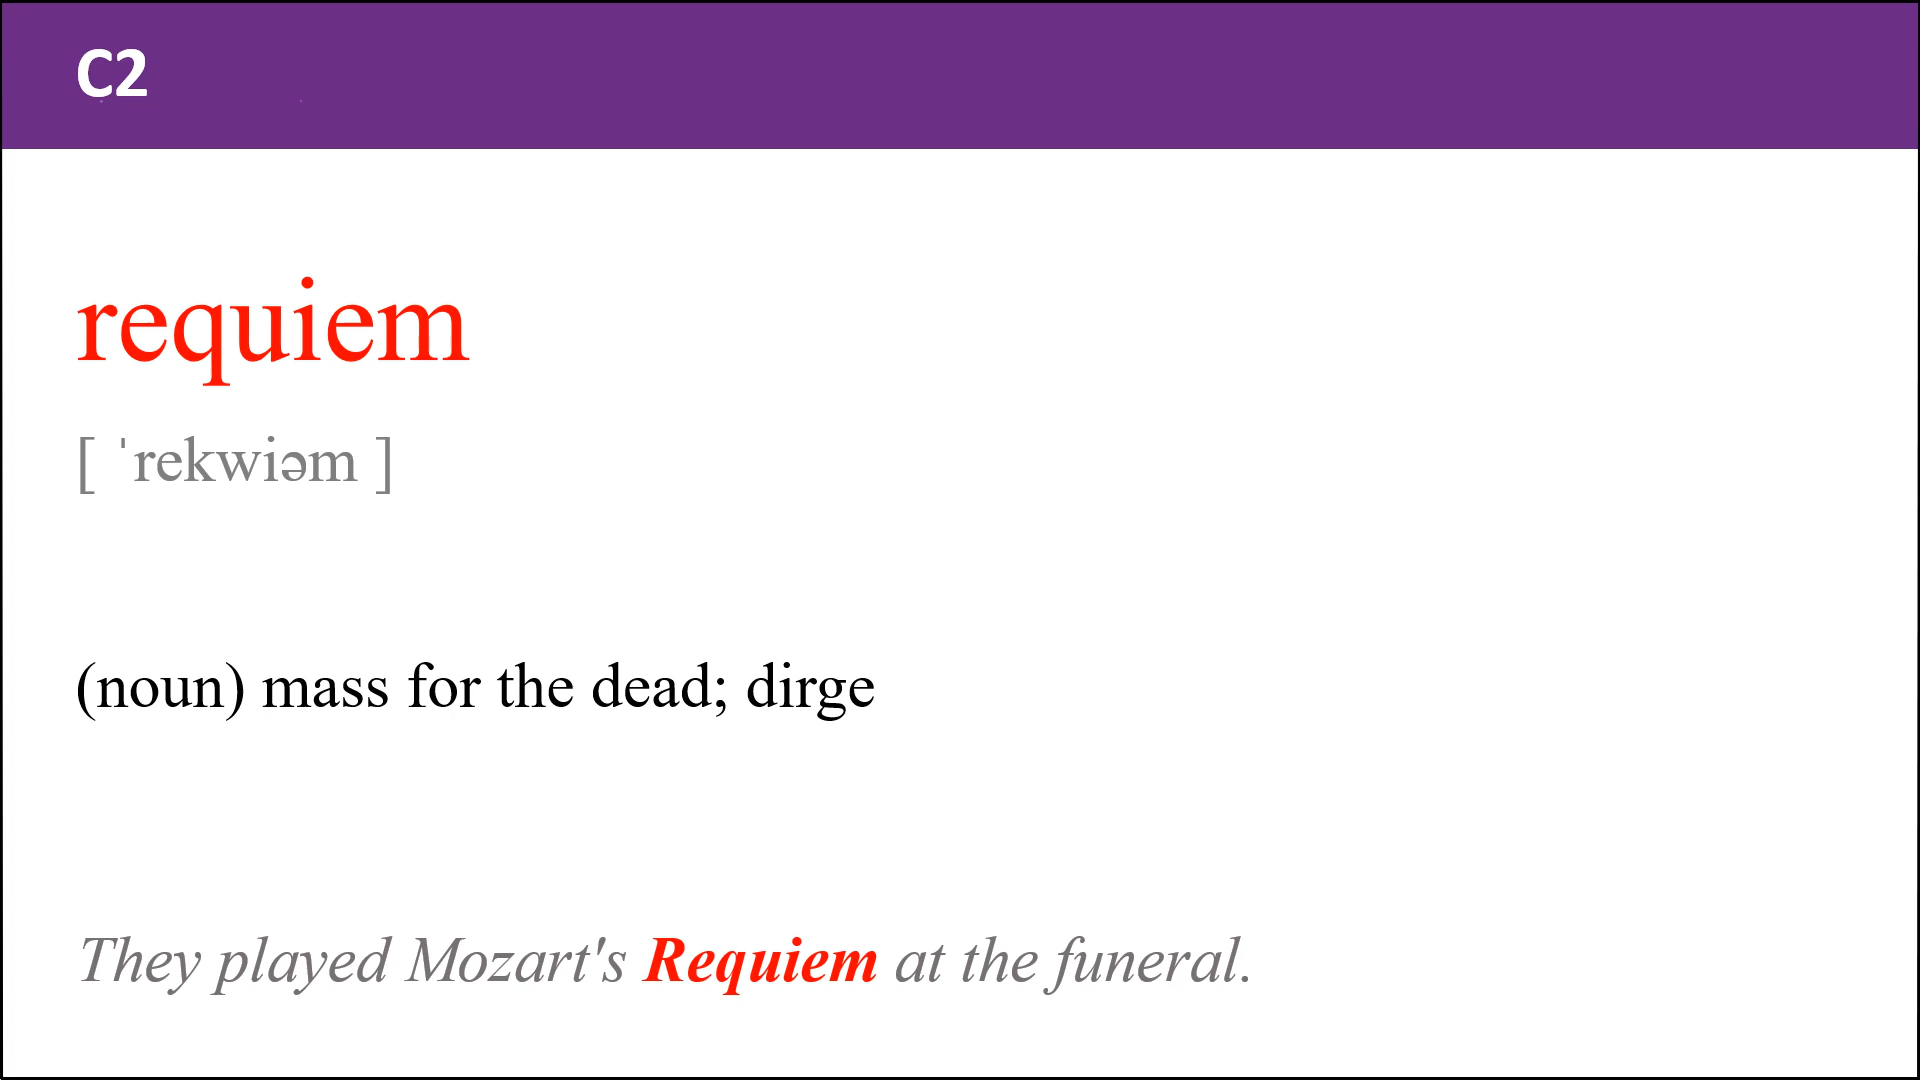 C2
requiem
[ ˈrekwiəm ]
(noun) mass for the dead; dirge
They played Mozart's Requiem at the funeral.